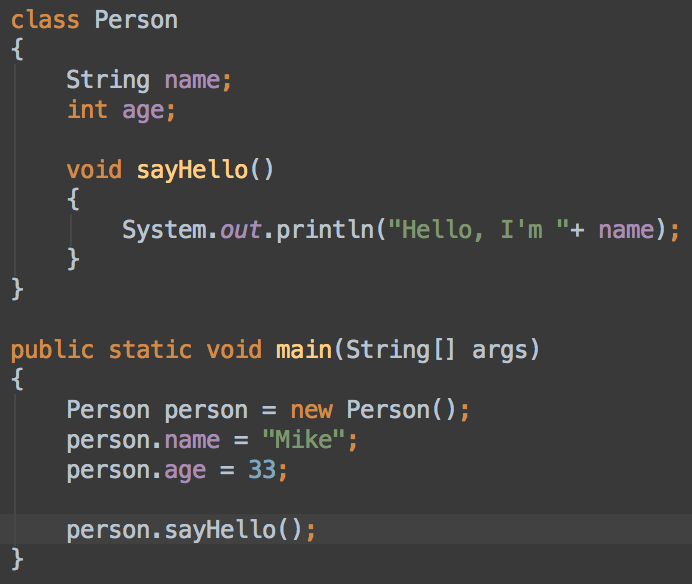 class Person
{
    String name;
    int age;

    void sayHello()
    {
        System.out.println("Hello, I'm "+ name);
    }
}

public static void main(String[] args)
{
    Person person = new Person();
    person.name = "Mike";
    person.age = 33;

    person.sayHello();
}